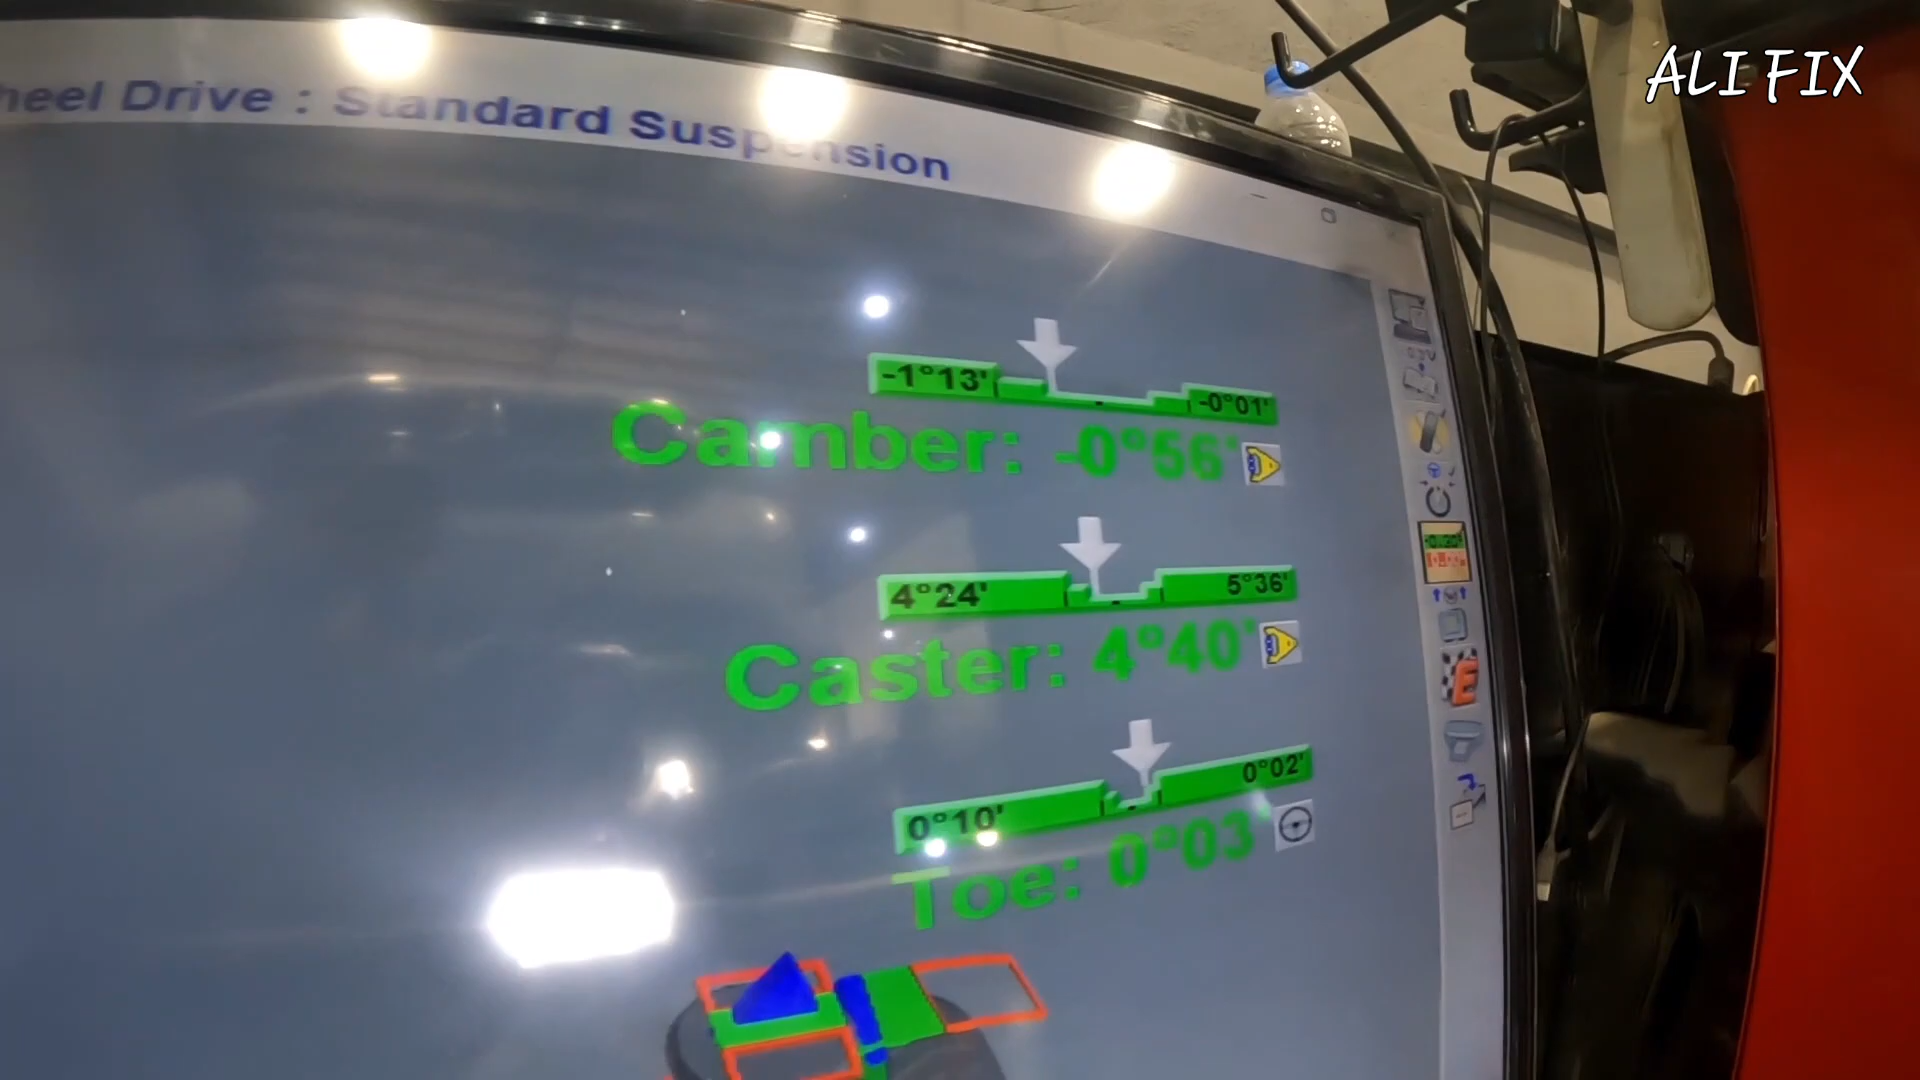 ALI FIX
heel Drive : Standard Suspension
-1°13' -0°01'
Camber: -0°56'
4°24' 5°36'
Caster: 4°40'
0°10' 0°02'
Toe: 0°03'
E